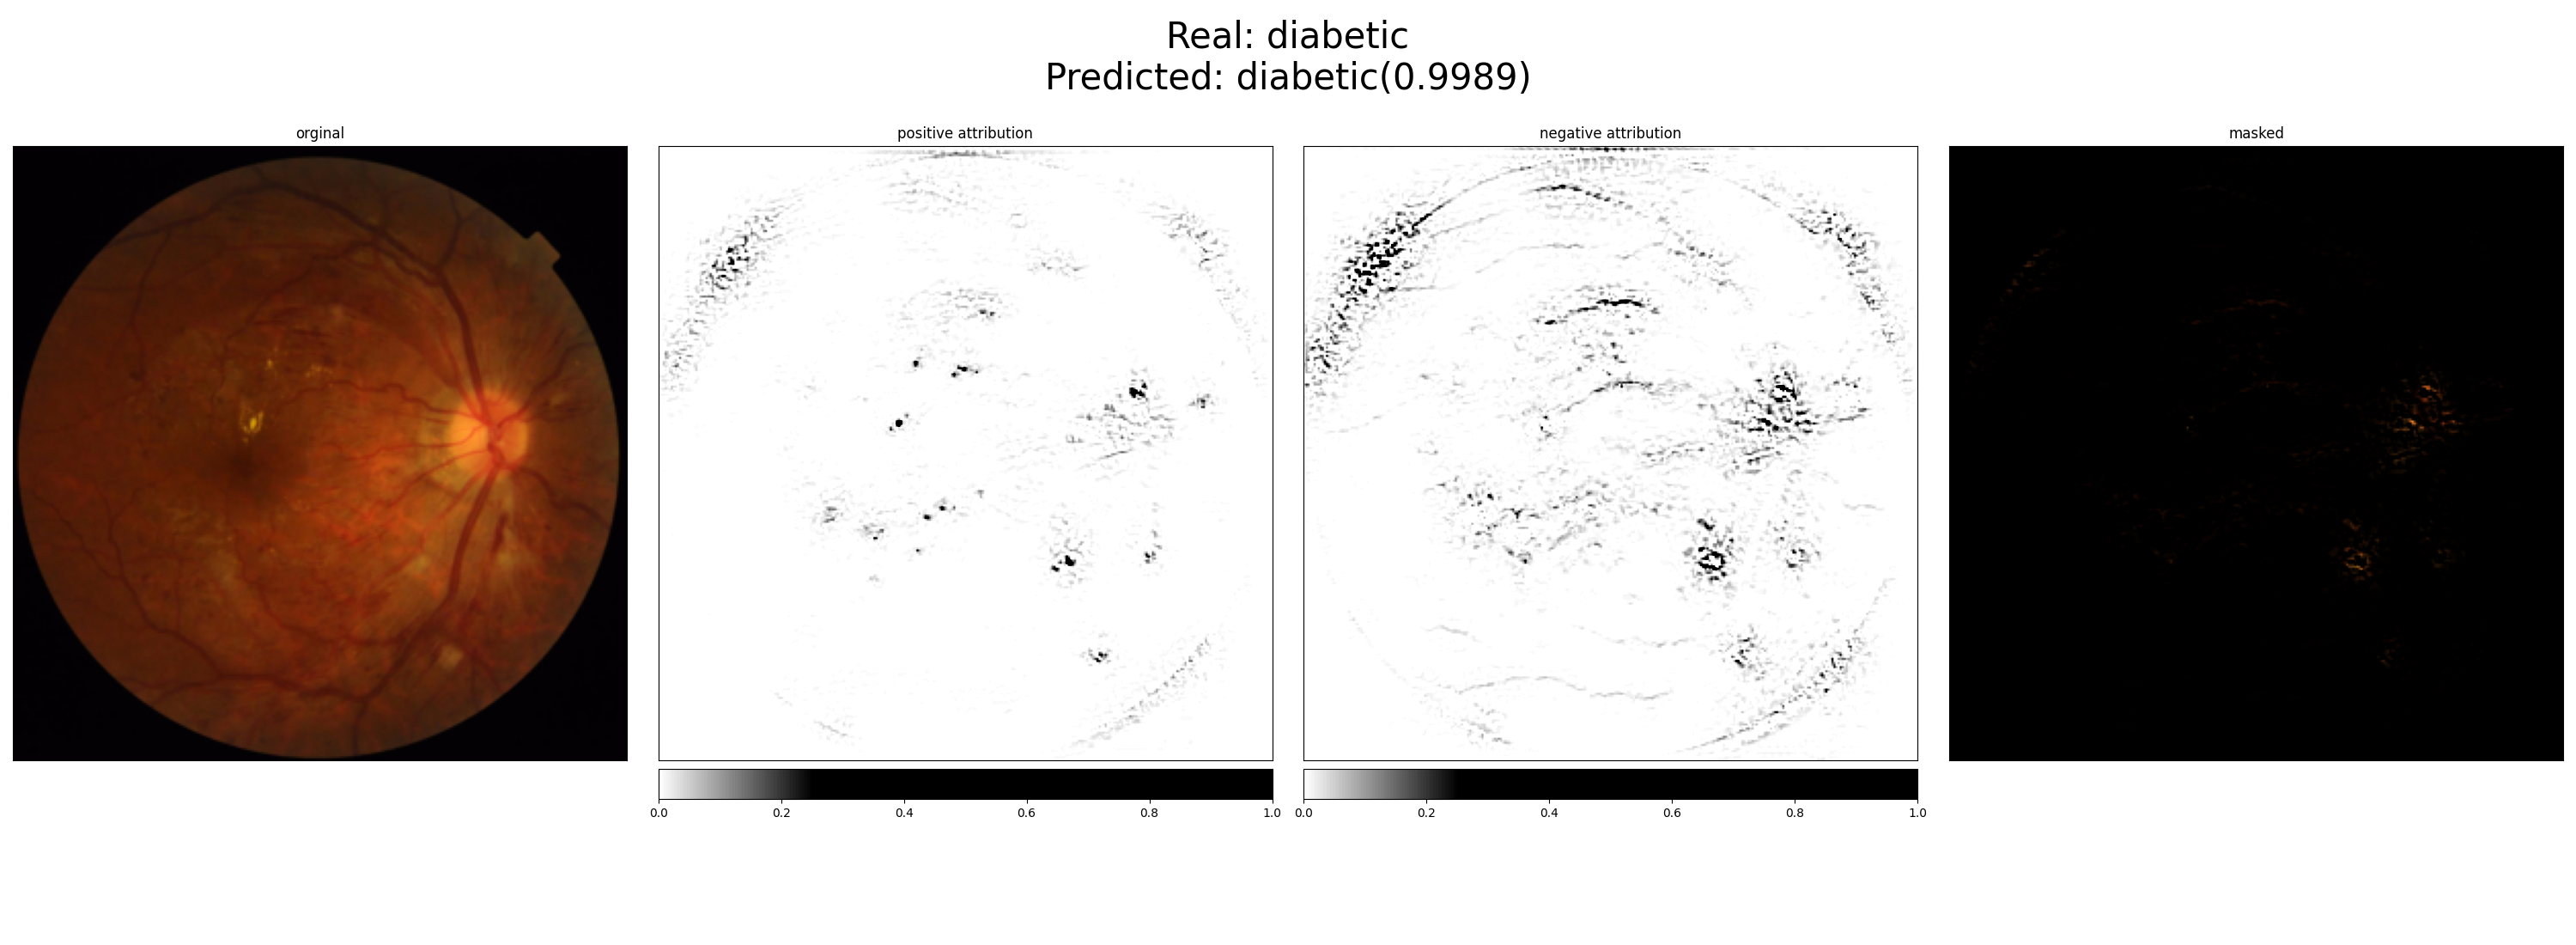 Real: diabetic
Predicted: diabetic(0.9989)
orginal
positive attribution
negative attribution
masked
0.0 0.2 0.4 0.6 0.8 1.0
0.0 0.2 0.4 0.6 0.8 1.0